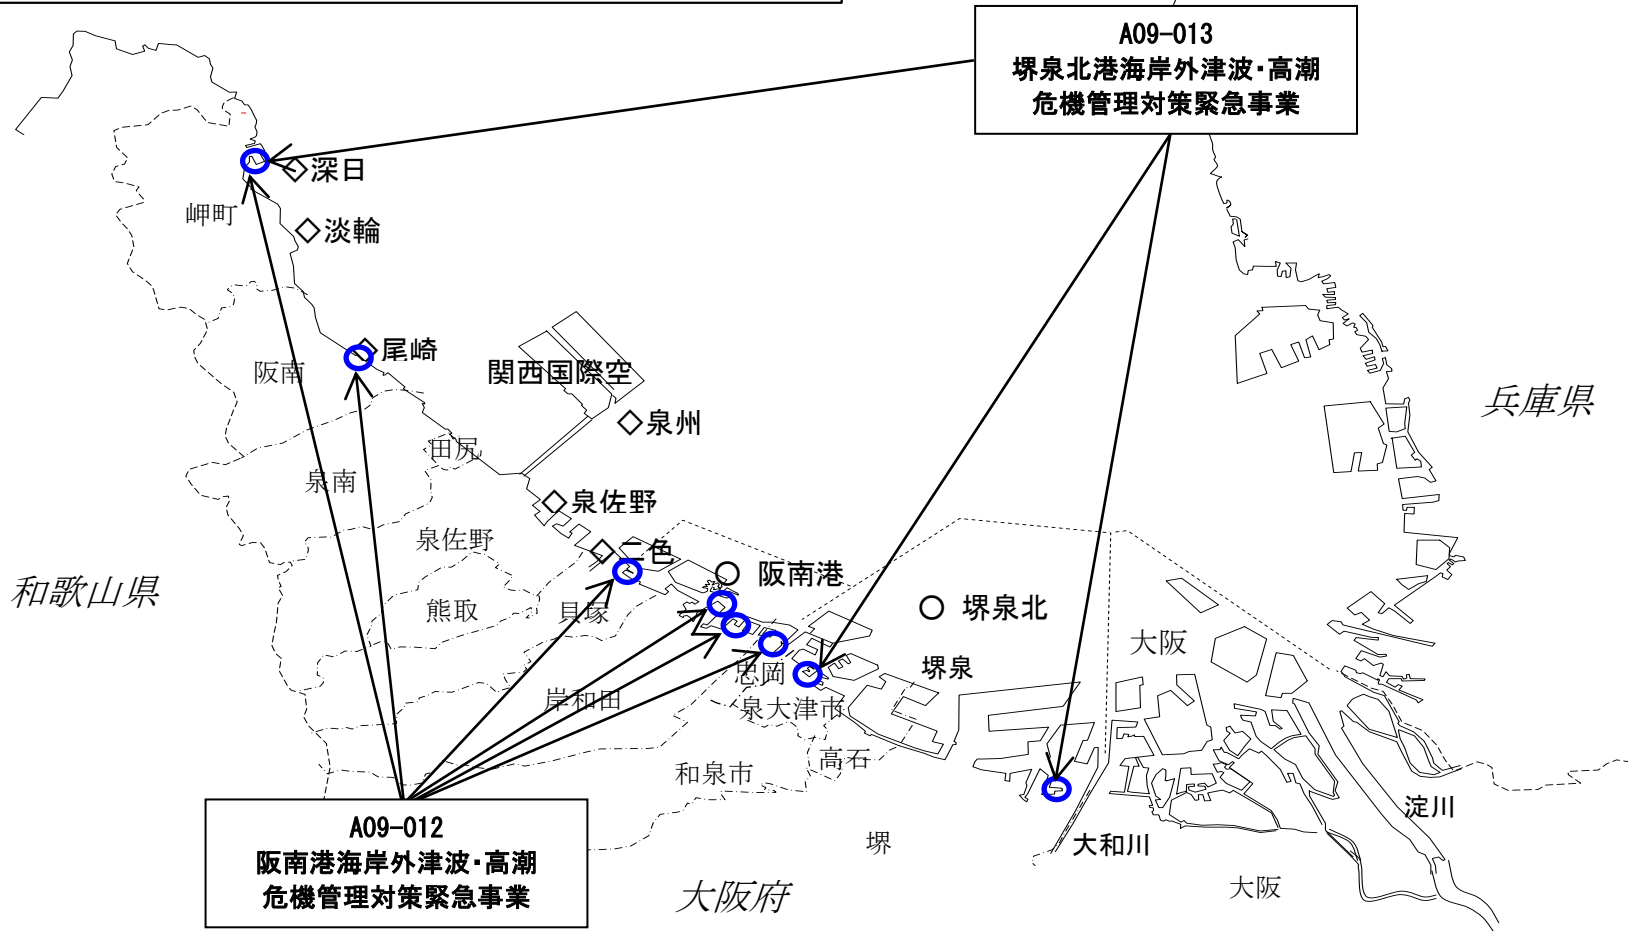 A09-013
堺泉北港海岸外津波・高潮
危機管理対策緊急事業
◇深日
岬町
◇淡輪
◇尾崎
阪南
関西国際空
◇泉州
兵庫県
田尻
泉南
◇泉佐野
泉佐野
◇二色
○ 阪南港
和歌山県
熊取
貝塚
○ 堺泉北
大阪
忠岡
堺泉
岸和田
泉大津市
高石
和泉市
淀川
A09-012
阪南港海岸外津波・高潮
危機管理対策緊急事業
堺
大和川
大阪府
大阪